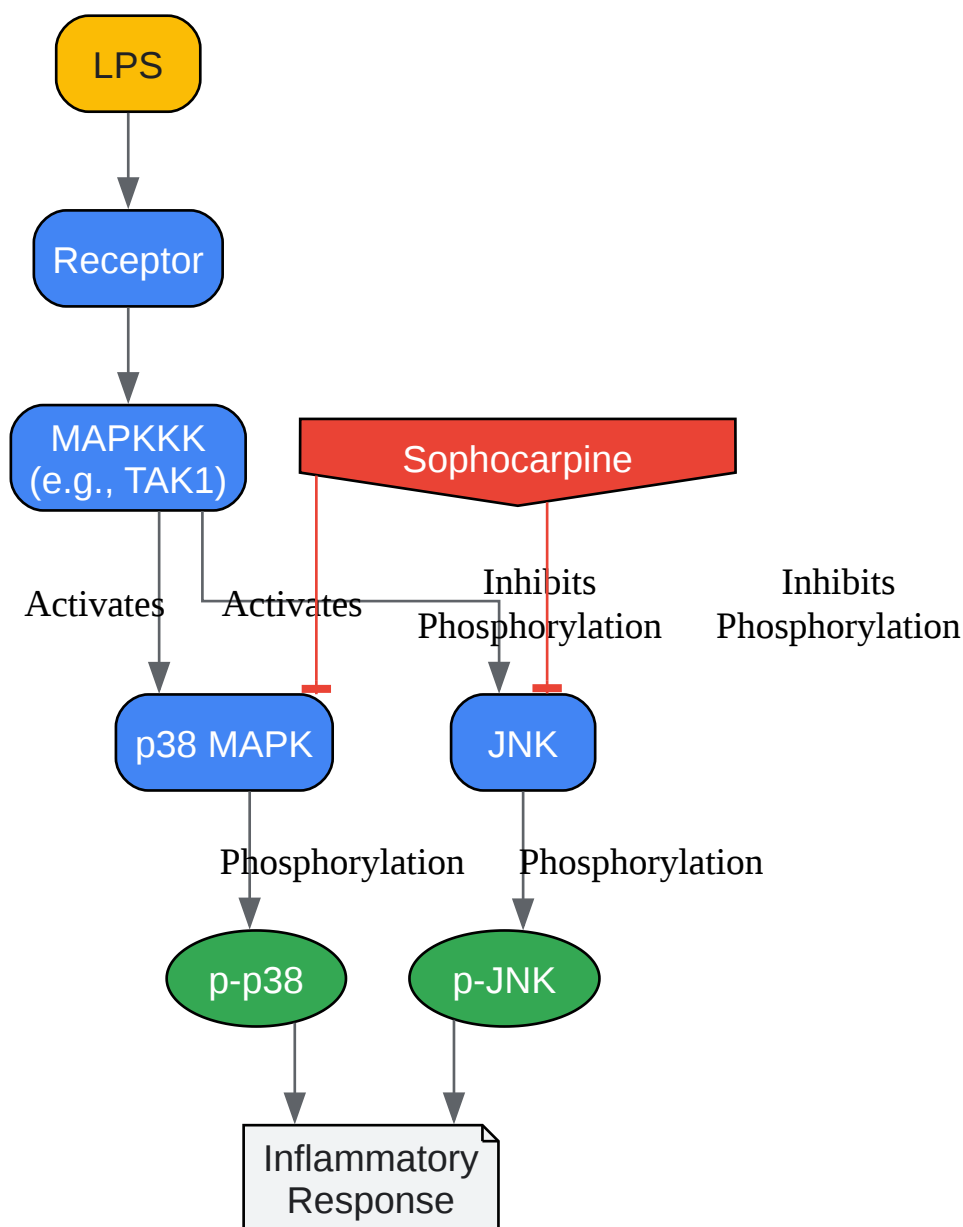 LPS
Receptor
MAPKKK
(e.g., TAK1)
Sophocarpine
Activates
Activates
Inhibits
Phosphorylation
Inhibits
Phosphorylation
p38 MAPK
JNK
Phosphorylation
Phosphorylation
p-p38
p-JNK
Inflammatory
Response